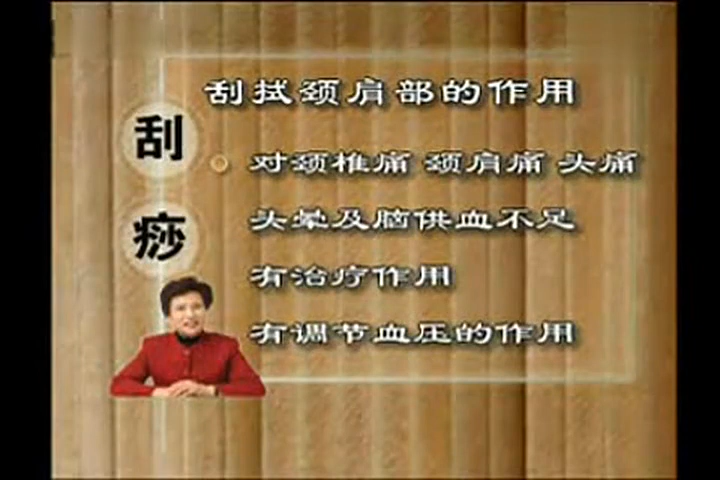 刮痧
刮拭颈肩部的作用
对颈椎痛 颈肩痛 头痛
头晕及脑供血不足
有治疗作用
有调节血压的作用